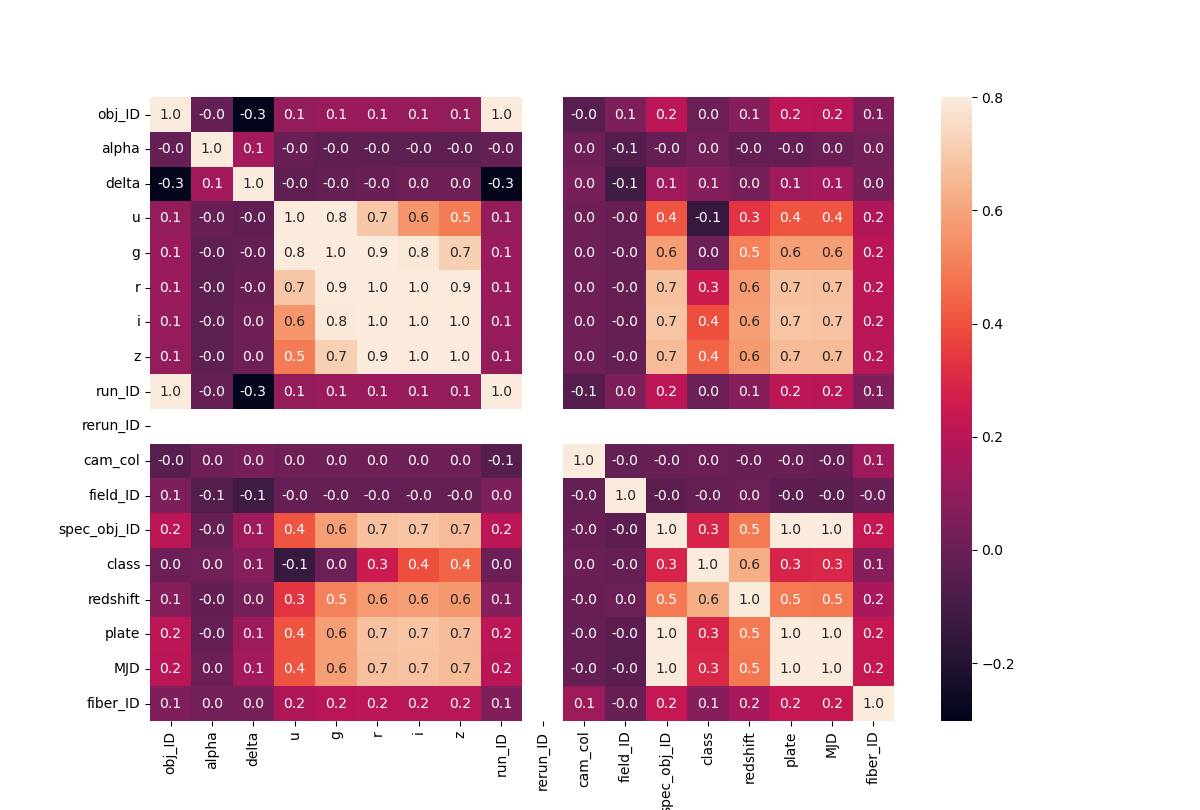 obj_ID 1.0 -0.0 -0.3 0.1 0.1 0.1 0.1 0.1 1.0 -0.0 0.1 0.2 0.0 0.1 0.2 0.2 0.1
alpha -0.0 1.0 0.1 -0.0 -0.0 -0.0 -0.0 -0.0 -0.0 0.0 -0.1 -0.0 0.0 -0.0 -0.0 0.0 0.0
delta -0.3 0.1 1.0 -0.0 -0.0 -0.0 0.0 0.0 -0.3 0.0 -0.1 0.1 0.1 0.0 0.1 0.1 0.0
u 0.1 -0.0 -0.0 1.0 0.8 0.7 0.6 0.5 0.1 0.0 -0.0 0.4 -0.1 0.3 0.4 0.4 0.2
g 0.1 -0.0 -0.0 0.8 1.0 0.9 0.8 0.7 0.1 0.0 -0.0 0.6 0.0 0.5 0.6 0.6 0.2
r 0.1 -0.0 -0.0 0.7 0.9 1.0 1.0 0.9 0.1 0.0 -0.0 0.7 0.3 0.6 0.7 0.7 0.2
i 0.1 -0.0 0.0 0.6 0.8 1.0 1.0 1.0 0.1 0.0 -0.0 0.7 0.4 0.6 0.7 0.7 0.2
z 0.1 -0.0 0.0 0.5 0.7 0.9 1.0 1.0 0.1 0.0 -0.0 0.7 0.4 0.6 0.7 0.7 0.2
run_ID 1.0 -0.0 -0.3 0.1 0.1 0.1 0.1 0.1 1.0 -0.1 0.0 0.2 0.0 0.1 0.2 0.2 0.1
rerun_ID
cam_col -0.0 0.0 0.0 0.0 0.0 0.0 0.0 0.0 -0.1 1.0 -0.0 -0.0 0.0 -0.0 -0.0 -0.0 0.1
field_ID 0.1 -0.1 -0.1 -0.0 -0.0 -0.0 -0.0 -0.0 0.0 -0.0 1.0 -0.0 -0.0 0.0 -0.0 -0.0 -0.0
spec_obj_ID 0.2 -0.0 0.1 0.4 0.6 0.7 0.7 0.7 0.2 -0.0 -0.0 1.0 0.3 0.5 1.0 1.0 0.2
class 0.0 0.0 0.1 -0.1 0.0 0.3 0.4 0.4 0.0 0.0 -0.0 0.3 1.0 0.6 0.3 0.3 0.1
redshift 0.1 -0.0 0.0 0.3 0.5 0.6 0.6 0.6 0.1 -0.0 0.0 0.5 0.6 1.0 0.5 0.5 0.2
plate 0.2 -0.0 0.1 0.4 0.6 0.7 0.7 0.7 0.2 -0.0 -0.0 1.0 0.3 0.5 1.0 1.0 0.2
MJD 0.2 0.0 0.1 0.4 0.6 0.7 0.7 0.7 0.2 -0.0 -0.0 1.0 0.3 0.5 1.0 1.0 0.2
fiber_ID 0.1 0.0 0.0 0.2 0.2 0.2 0.2 0.2 0.1 0.1 -0.0 0.2 0.1 0.2 0.2 0.2 1.0
obj_ID
alpha
delta
u
g
r
i
z
run_ID
rerun_ID
cam_col
field_ID
spec_obj_ID
class
redshift
plate
MJD
fiber_ID
0.8
0.6
0.4
0.2
0.0
−0.2